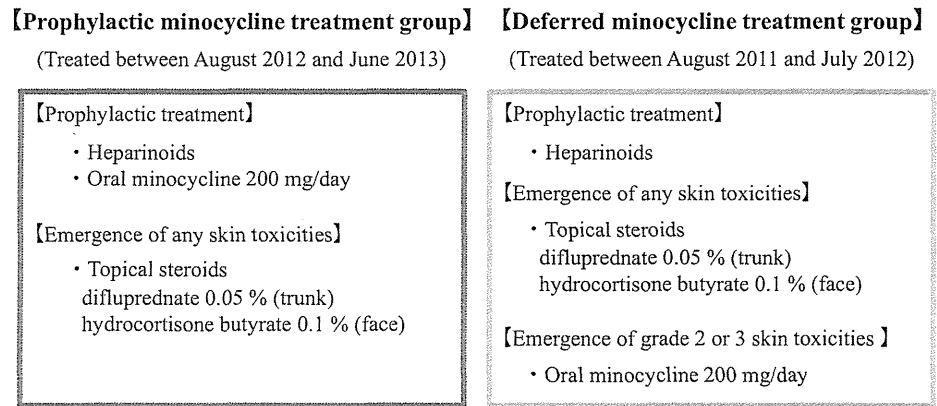 【Prophylactic minocycline treatment group】
(Treated between August 2012 and June 2013)
【Prophylactic treatment】
・Heparinoids
・Oral minocycline 200 mg/day
【Emergence of any skin toxicities】
・Topical steroids
difluprednate 0.05 % (trunk)
hydrocortisone butyrate 0.1 % (face)
【Deferred minocycline treatment group】
(Treated between August 2011 and July 2012)
【Prophylactic treatment】
・Heparinoids
【Emergence of any skin toxicities】
・Topical steroids
difluprednate 0.05 % (trunk)
hydrocortisone butyrate 0.1 % (face)
【Emergence of grade 2 or 3 skin toxicities 】
・Oral minocycline 200 mg/day